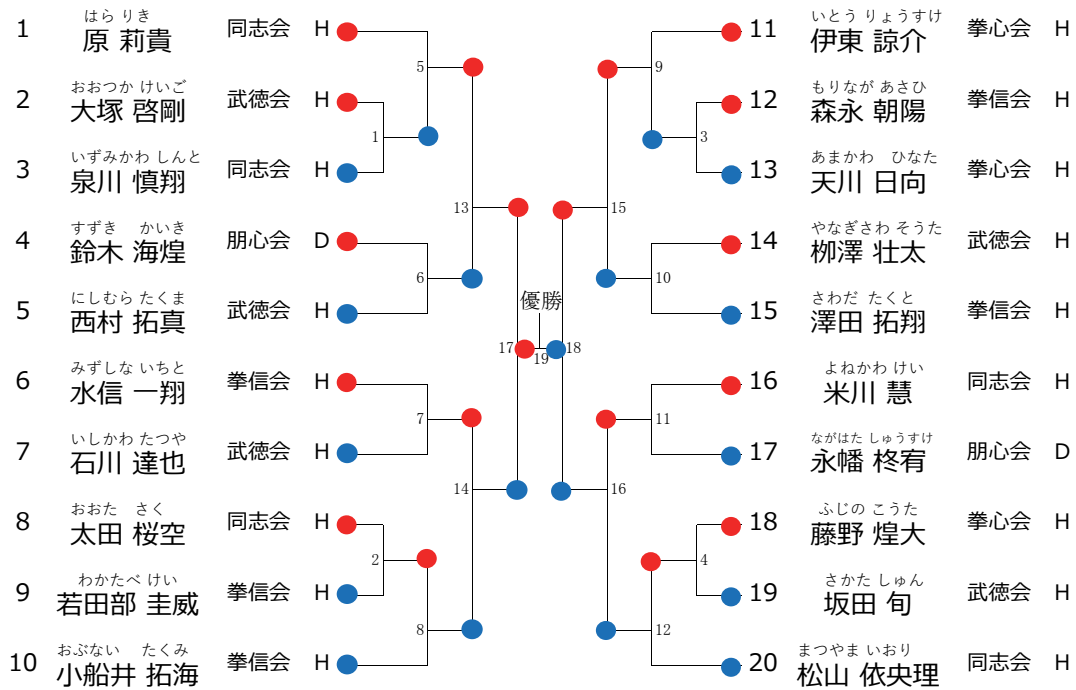 はら りき
1 原 莉貴 同志会 H
おおつか けいご
2 大塚 啓剛 武徳会 H
いずみかわ しんと
3 泉川 慎翔 同志会 H
すずき かいき
4 鈴木 海煌 朋心会 D
にしむら たくま
5 西村 拓真 武徳会 H
みずしな いちと
6 水信 一翔 拳信会 H
いしかわ たつや
7 石川 達也 武徳会 H
おおた さく
8 太田 桜空 同志会 H
わかたべ けい
9 若田部 圭威 拳信会 H
おぶない たくみ
10 小船井 拓海 拳信会 H
5
1
13
6
17
7
14
2
8
優勝
19
9
3
15
10
18
11
16
4
12
いとう りょうすけ
11 伊東 諒介 拳心会 H
もりなが あさひ
12 森永 朝陽 拳信会 H
あまかわ ひなた
13 天川 日向 拳心会 H
やなぎさわ そうた
14 栁澤 壮太 武徳会 H
さわだ たくと
15 澤田 拓翔 拳信会 H
よねかわ けい
16 米川 慧 同志会 H
ながはた しゅうすけ
17 永幡 柊宥 朋心会 D
ふじの こうた
18 藤野 煌大 拳心会 H
さかた しゅん
19 坂田 旬 武徳会 H
まつやま いおり
20 松山 依央理 同志会 H